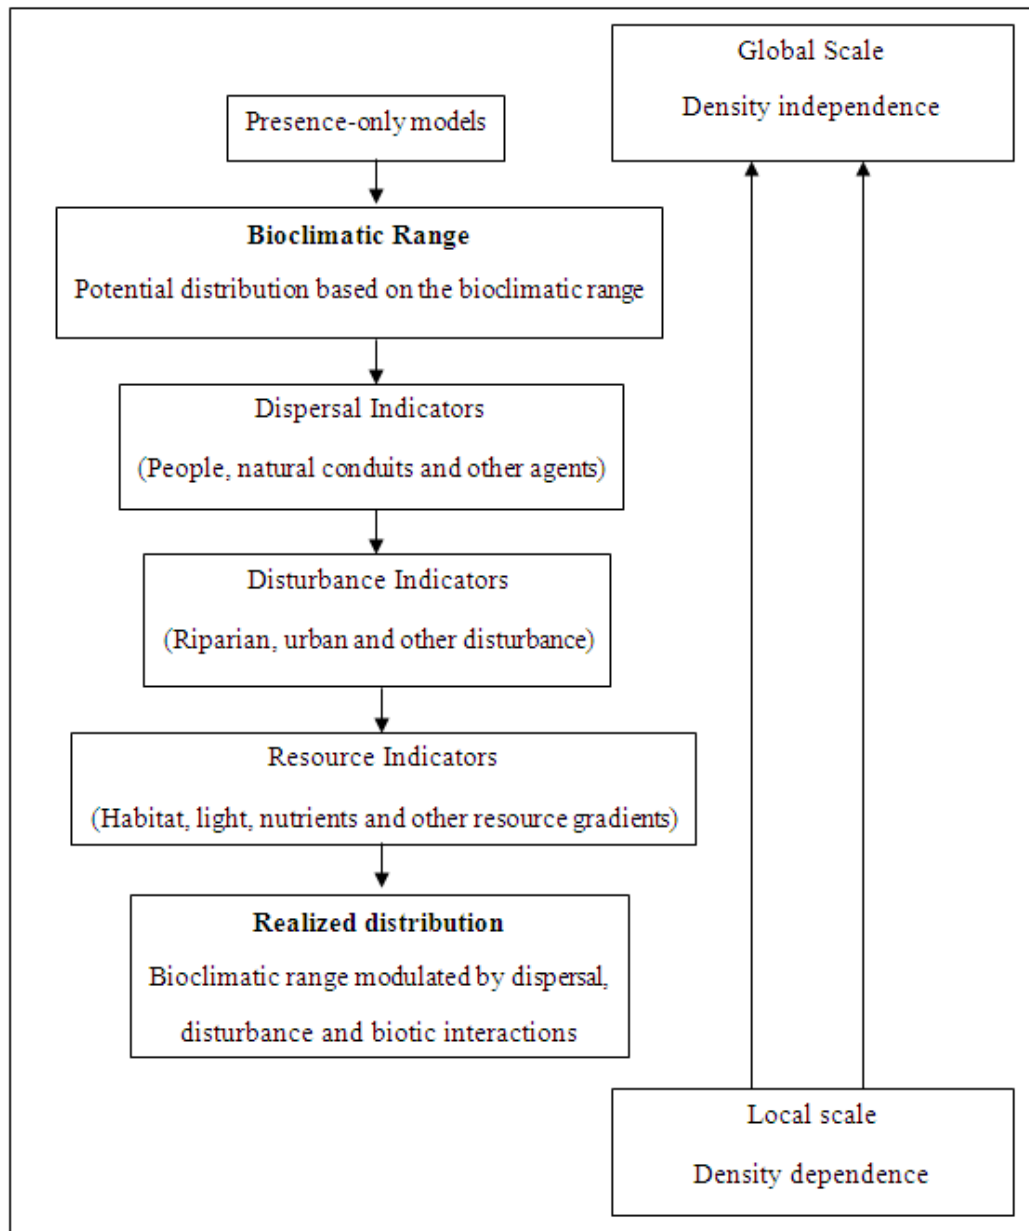 Global Scale
Density independence
Presence-only models
Bioclimatic Range
Potential distribution based on the bioclimatic range
Dispersal Indicators
(People, natural conduits and other agents)
Disturbance Indicators
(Riparian, urban and other disturbance)
Resource Indicators
(Habitat, light, nutrients and other resource gradients)
Realized distribution
Bioclimatic range modulated by dispersal,
disturbance and biotic interactions
Local scale
Density dependence